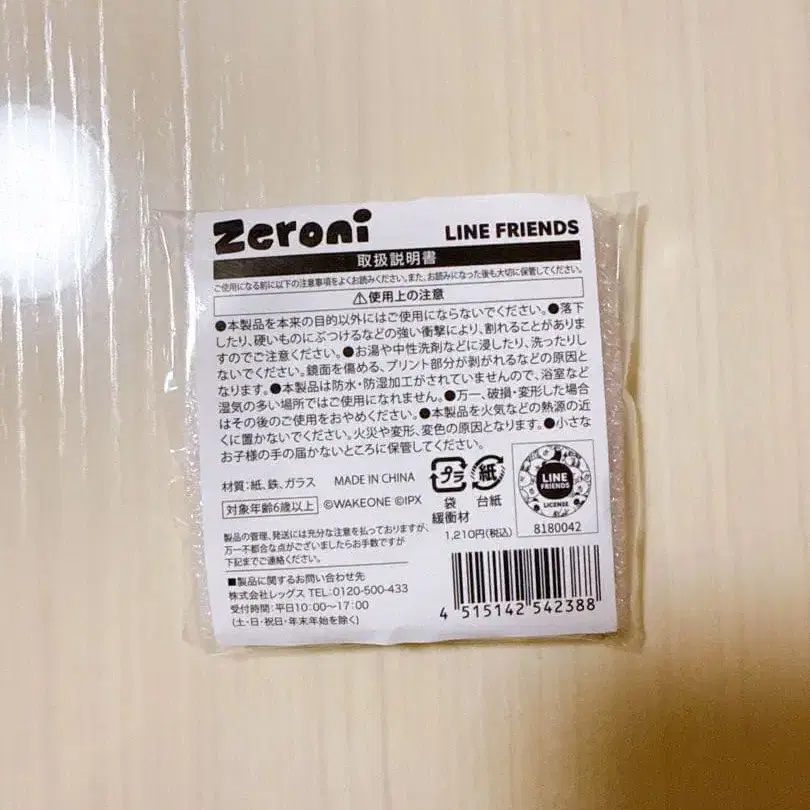 zeroni
LINE FRIENDS
取扱説明書
ご使用になる前に以下の注意事項をよくお読みください。また、お読みになった後も大切に保管してください。
⚠使用上の注意
●本製品を本来の目的以外にはご使用にならないでください。●落下
したり、硬いものにぶつけるなどの強い衝撃により、割れることがありま
すのでご注意ください。●お湯や中性洗剤などに浸したり、洗ったりし
ないでください。鏡面を傷める、プリント部分が剥がれるなどの原因と
なります。●本製品は防水・防湿加工がされていませんので、浴室など
湿気の多い場所ではご使用になれません。●万一、破損・変形した場合
はその後のご使用をおやめください。●本製品を火気などの熱源の近
くに置かないでください。火災や変形、変色の原因となります。●小さな
お子様の手の届かないところに保管してください。
材質：紙、鉄、ガラス MADE IN CHINA
対象年齢6歳以上 ©WAKEONE ©IPX
プラ
袋
緩衝材
紙
台紙
LINE
FRIENDS
LICENSE
8180042
製品の管理、発送には充分な注意を払っておりますが、
万一不都合な点がございましたらお手数ですが
下記までご連絡ください。
1,210円(税込)
■製品に関するお問い合わせ先
株式会社レッグス TEL：0120-500-433
受付時間：平日10：00〜17：00
(土・日・祝日・年末年始を除く)
4 515142 542388